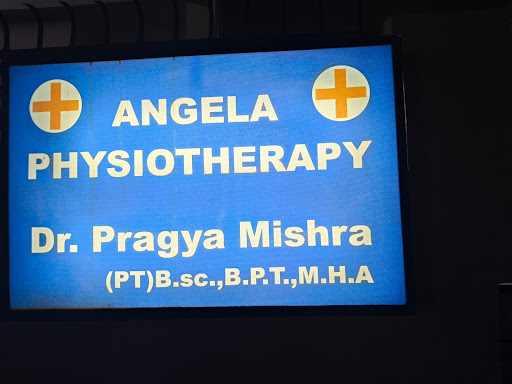 ANGELA
PHYSIOTHERAPY
Dr. Pragya Mishra
(PT)B.sc.,B.P.T.,M.H.A